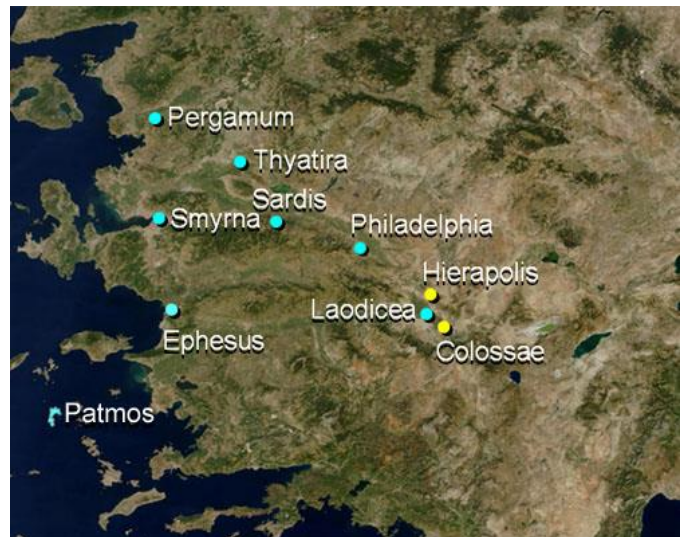 Pergamum
Thyatira
Sardis
Smyrna
Philadelphia
Hierapolis
Laodicea
Ephesus
Colossae
Patmos